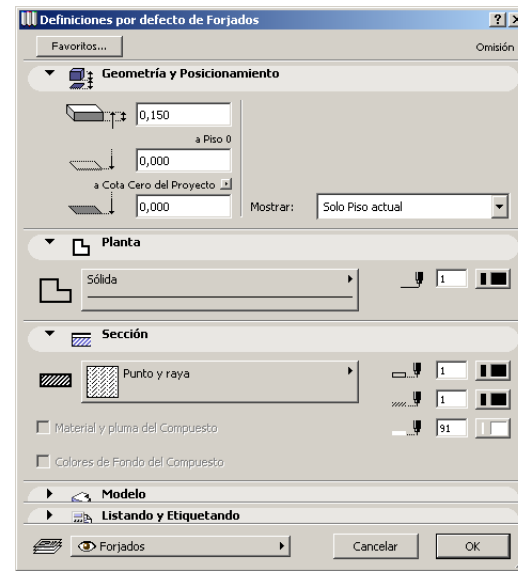 Definiciones por defecto de Forjados
Favoritos...
Omisión
Geometría y Posicionamiento
0,150
a Piso 0
0,000
a Cota Cero del Proyecto
0,000
Mostrar:
Solo Piso actual
Planta
Sólida
1
Sección
Punto y raya
1
1
91
Material y pluma del Compuesto
Colores de Fondo del Compuesto
Modelo
Listando y Etiquetando
Forjados
Cancelar
OK